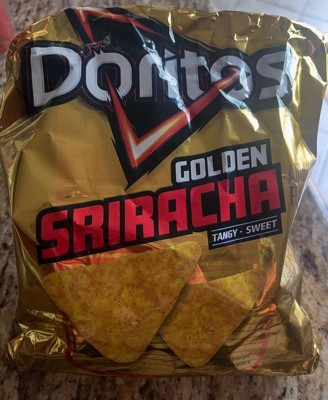 Doritos
GOLDEN
SRIRACHA
TANGY · SWEET